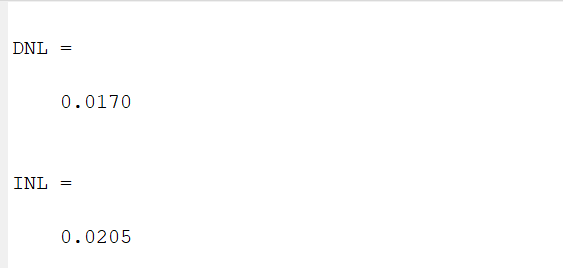 DNL =
0.0170
INL =
0.0205